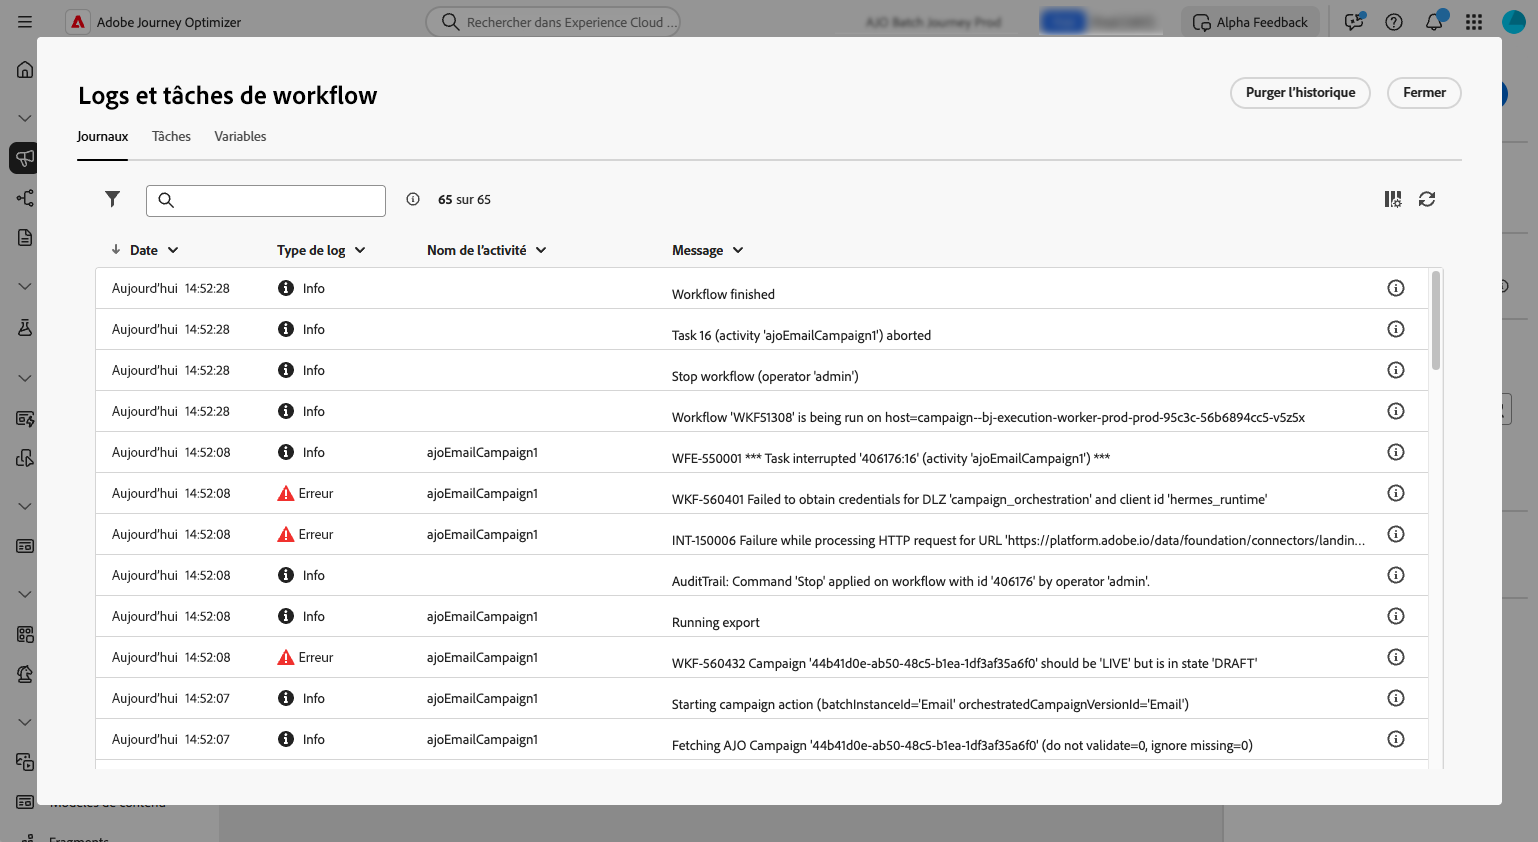 Adobe Journey Optimizer
Rechercher dans Experience Cloud ...
AJO Batch Journey Prod
Alpha Feedback
Logs et tâches de workflow
Purger l'historique
Fermer
Journaux Tâches Variables
65 sur 65
Date Type de log Nom de l'activité Message
Aujourd'hui 14:52:28 Info Workflow finished
Aujourd'hui 14:52:28 Info Task 16 (activity 'ajoEmailCampaign1') aborted
Aujourd'hui 14:52:28 Info Stop workflow (operator 'admin')
Aujourd'hui 14:52:28 Info Workflow 'WKF51308' is being run on host=campaign--bj-execution-worker-prod-prod-95c3c-56b6894cc5-v5z5x
Aujourd'hui 14:52:08 Info ajoEmailCampaign1 WFE-550001 *** Task interrupted '406176:16' (activity 'ajoEmailCampaign1') ***
Aujourd'hui 14:52:08 Erreur ajoEmailCampaign1 WKF-560401 Failed to obtain credentials for DLZ 'campaign_orchestration' and client id 'hermes_runtime'
Aujourd'hui 14:52:08 Erreur ajoEmailCampaign1 INT-150006 Failure while processing HTTP request for URL 'https://platform.adobe.io/data/foundation/connectors/landin...
Aujourd'hui 14:52:08 Info AuditTrail: Command 'Stop' applied on workflow with id '406176' by operator 'admin'.
Aujourd'hui 14:52:08 Info ajoEmailCampaign1 Running export
Aujourd'hui 14:52:08 Erreur ajoEmailCampaign1 WKF-560432 Campaign '44b41d0e-ab50-48c5-b1ea-1df3af35a6f0' should be 'LIVE' but is in state 'DRAFT'
Aujourd'hui 14:52:07 Info ajoEmailCampaign1 Starting campaign action (batchInstanceId='Email' orchestratedCampaignVersionId='Email')
Aujourd'hui 14:52:07 Info ajoEmailCampaign1 Fetching AJO Campaign '44b41d0e-ab50-48c5-b1ea-1df3af35a6f0' (do not validate=0, ignore missing=0)
Modèles de contenu
Fragments